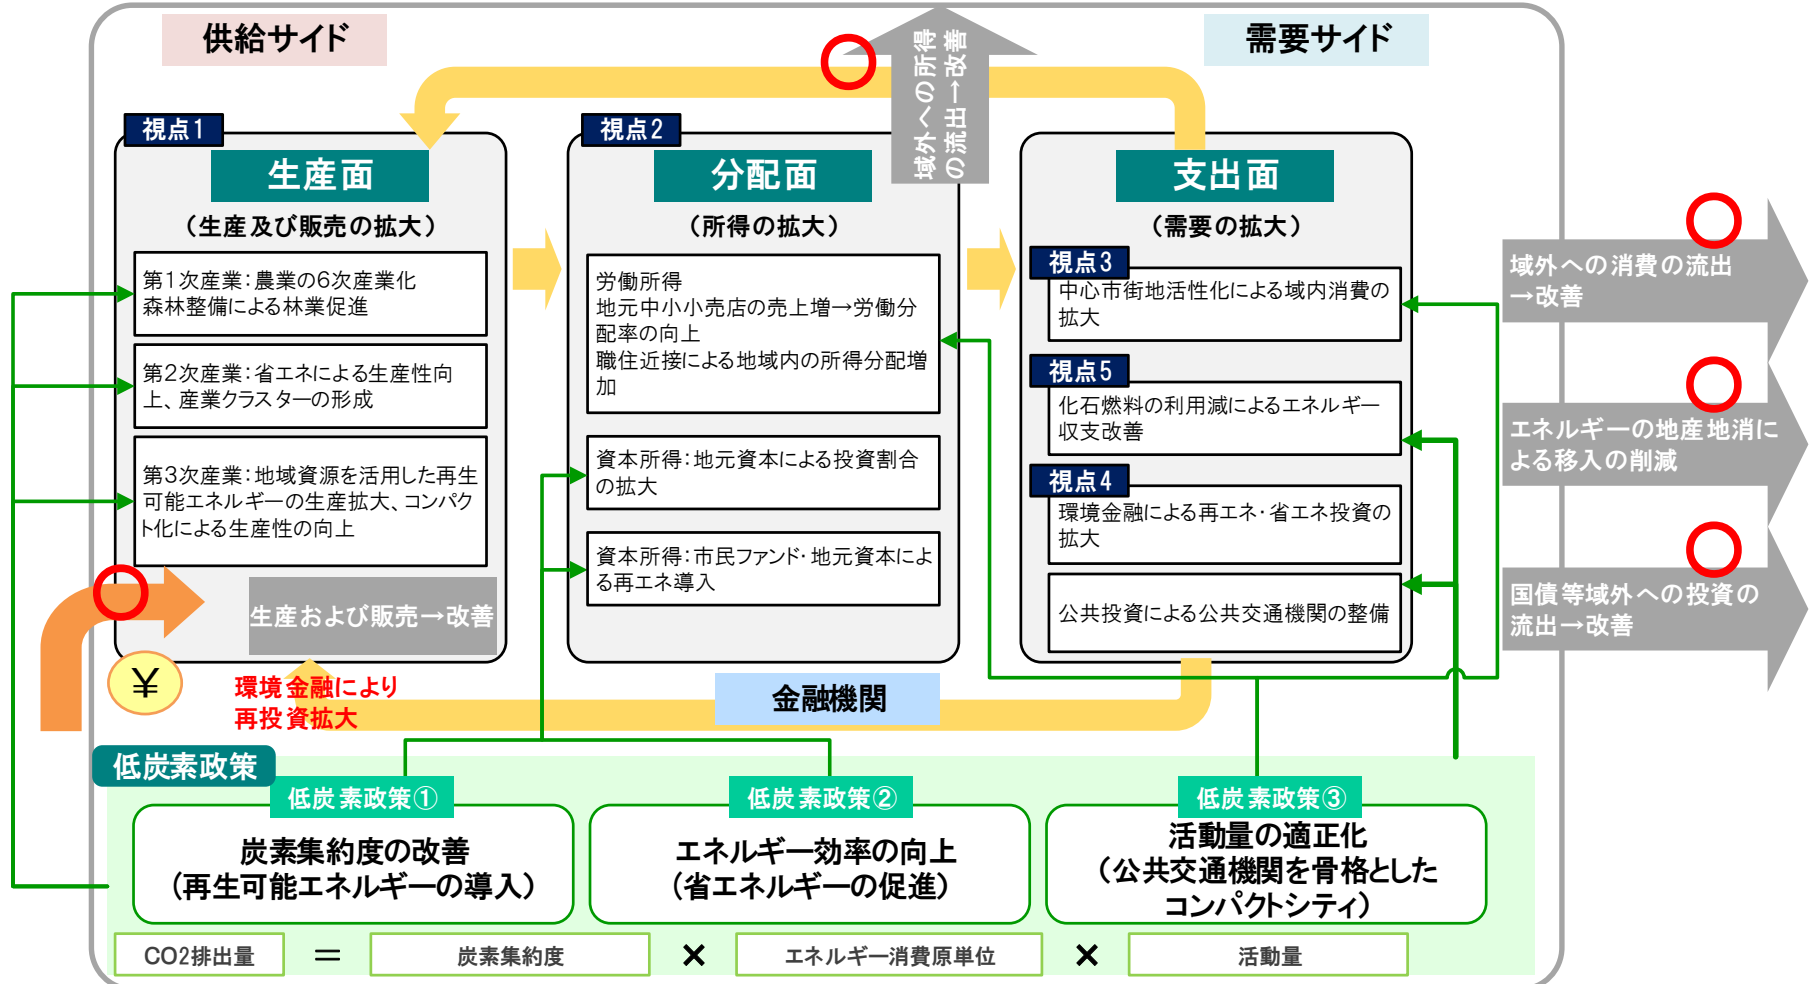 供給サイド
需要サイド
域外への所得
の流出→改善
視点1
生産面
(生産及び販売の拡大)
第1次産業:農業の6次産業化
森林整備による林業促進
第2次産業:省エネによる生産性向
上、産業クラスターの形成
第3次産業:地域資源を活用した再生
可能エネルギーの生産拡大、コンパク
ト化による生産性の向上
生産および販売→改善
¥
環境金融により
再投資拡大
視点2
分配面
(所得の拡大)
労働所得
地元中小小売店の売上増→労働分
配率の向上
職住近接による地域内の所得分配増
加
資本所得:地元資本による投資割合
の拡大
資本所得:市民ファンド・地元資本によ
る再エネ導入
金融機関
支出面
(需要の拡大)
視点3
中心市街地活性化による域内消費の
拡大
視点5
化石燃料の利用減によるエネルギー
収支改善
視点4
環境金融による再エネ・省エネ投資の
拡大
公共投資による公共交通機関の整備
域外への消費の流出
→改善
エネルギーの地産地消に
よる移入の削減
国債等域外への投資の
流出→改善
低炭素政策
低炭素政策①
炭素集約度の改善
(再生可能エネルギーの導入)
低炭素政策②
エネルギー効率の向上
(省エネルギーの促進)
低炭素政策③
活動量の適正化
(公共交通機関を骨格とした
コンパクトシティ)
CO2排出量 = 炭素集約度 × エネルギー消費原単位 × 活動量